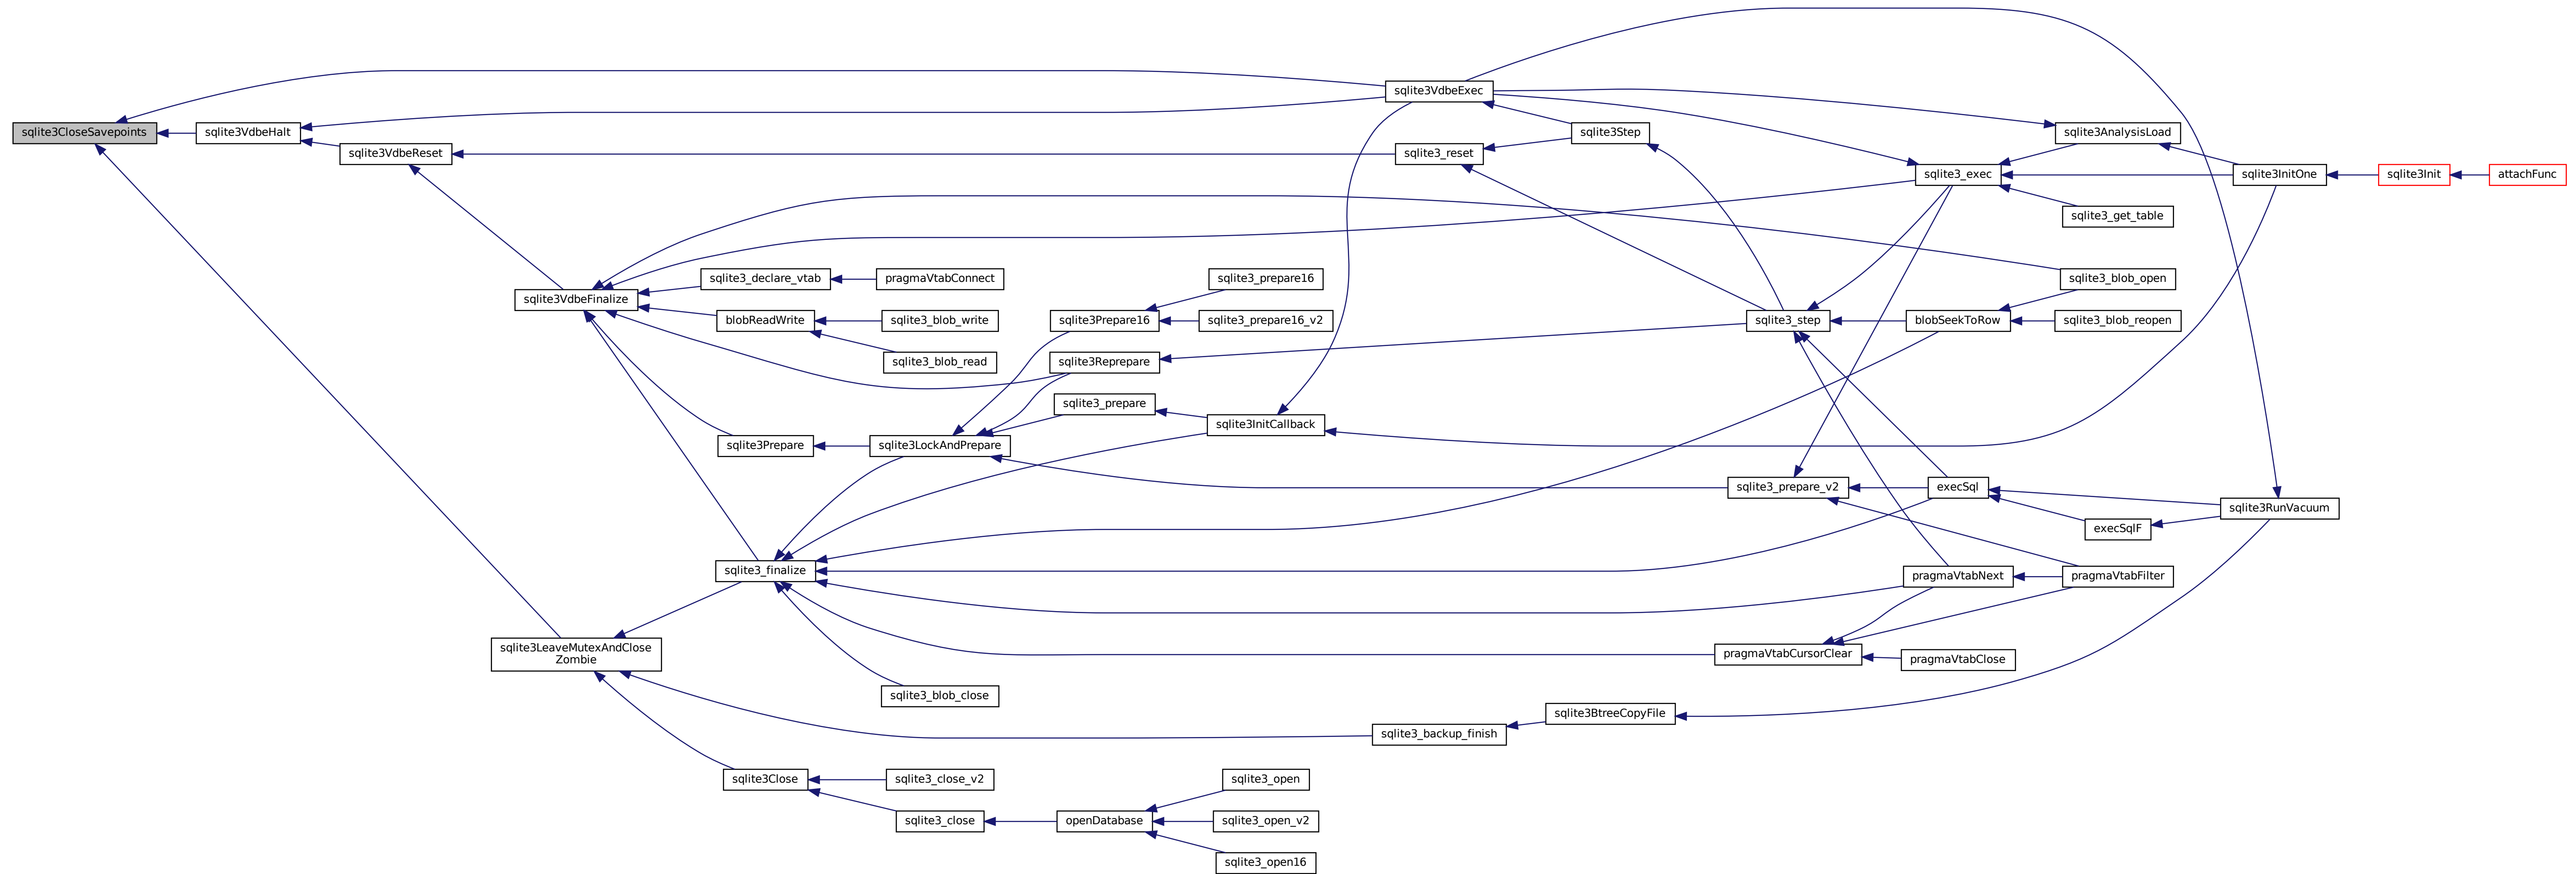 sqlite3CloseSavepoints
sqlite3VdbeHalt
sqlite3VdbeReset
sqlite3VdbeExec
sqlite3Step
sqlite3_reset
sqlite3AnalysisLoad
sqlite3_exec
sqlite3InitOne
sqlite3Init
attachFunc
sqlite3_get_table
sqlite3VdbeFinalize
sqlite3_declare_vtab
pragmaVtabConnect
blobReadWrite
sqlite3_blob_write
sqlite3_blob_read
sqlite3_prepare16
sqlite3Prepare16
sqlite3_prepare16_v2
sqlite3Reprepare
sqlite3_step
sqlite3_blob_open
blobSeekToRow
sqlite3_blob_reopen
sqlite3_prepare
sqlite3InitCallback
sqlite3Prepare
sqlite3LockAndPrepare
sqlite3_prepare_v2
execSql
execSqlF
sqlite3RunVacuum
sqlite3_finalize
pragmaVtabNext
pragmaVtabFilter
sqlite3LeaveMutexAndClose
Zombie
pragmaVtabCursorClear
pragmaVtabClose
sqlite3_blob_close
sqlite3BtreeCopyFile
sqlite3_backup_finish
sqlite3Close
sqlite3_close_v2
sqlite3_close
openDatabase
sqlite3_open
sqlite3_open_v2
sqlite3_open16